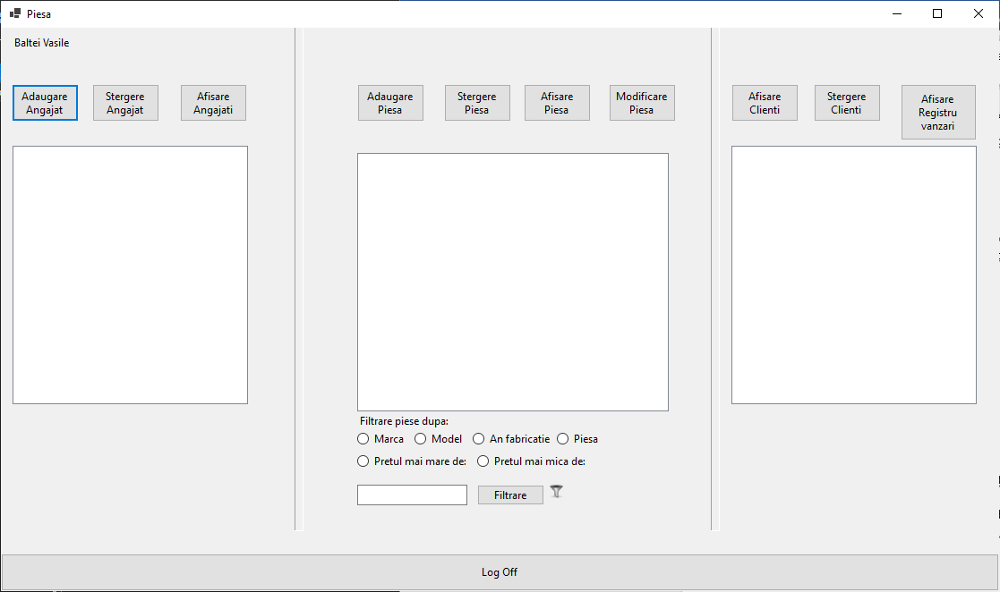 Piesa
Baltei Vasile
Adaugare
Angajat
Stergere
Angajat
Afisare
Angajati
Adaugare
Piesa
Stergere
Piesa
Afisare
Piesa
Modificare
Piesa
Afisare
Clienti
Stergere
Clienti
Afisare
Registru
vanzari
Filtrare piese dupa:
Marca Model An fabricatie Piesa
Pretul mai mare de: Pretul mai mica de:
Filtrare
Log Off